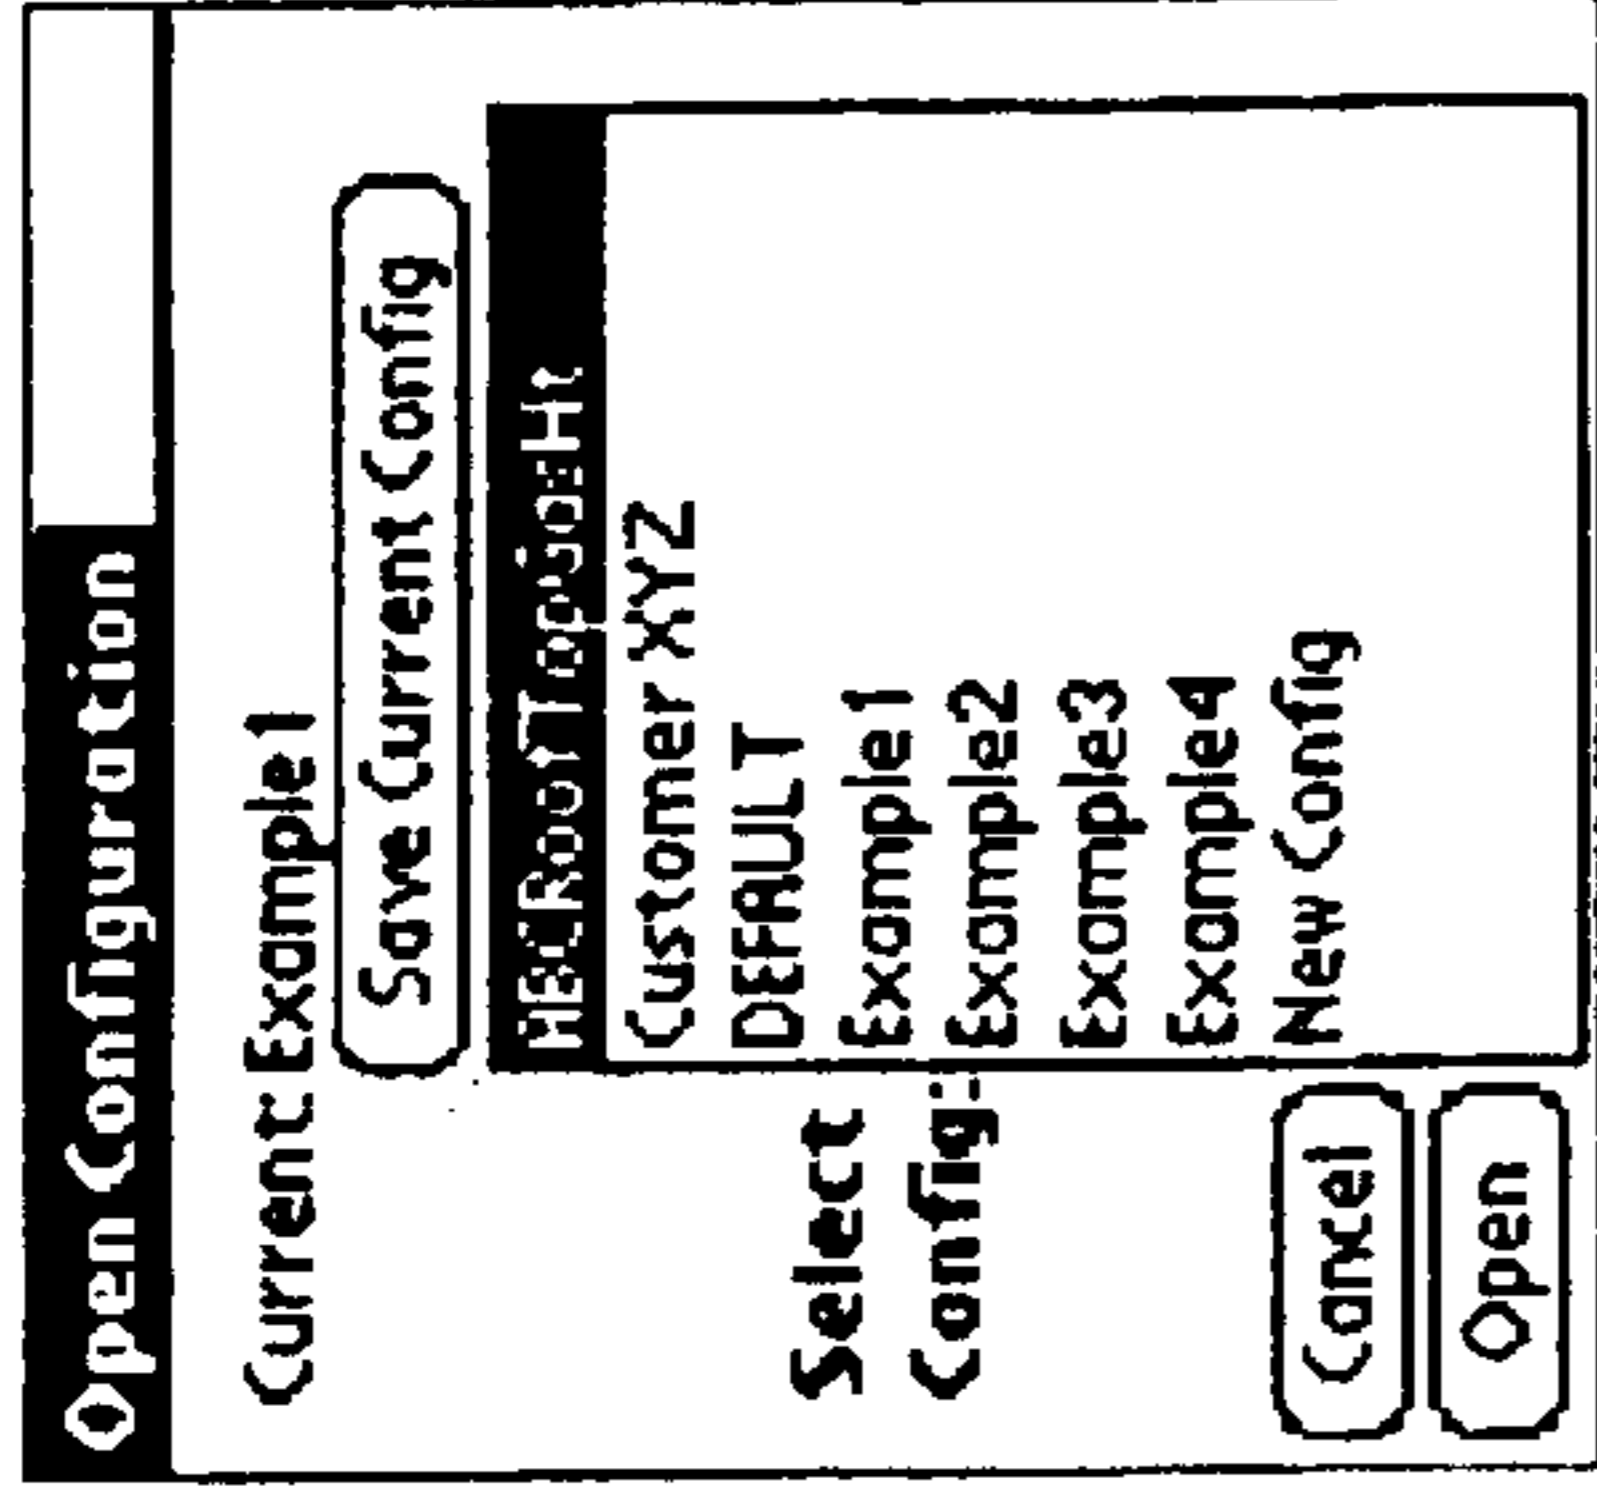 Open Configuration
Current: Example1
Save Current Config
Select
Config:
Customer XYZ
DEFAULT
Example1
Example2
Example3
Example4
New Config
Cancel
Open